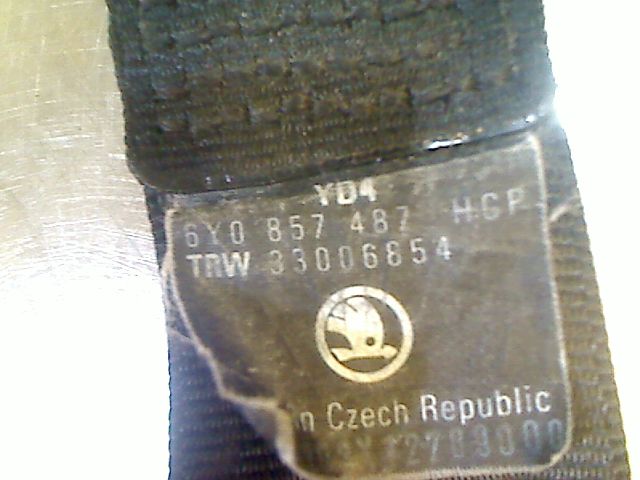 YD4
6Y0 857 487 HCP
TRW 33006854
in Czech Republic